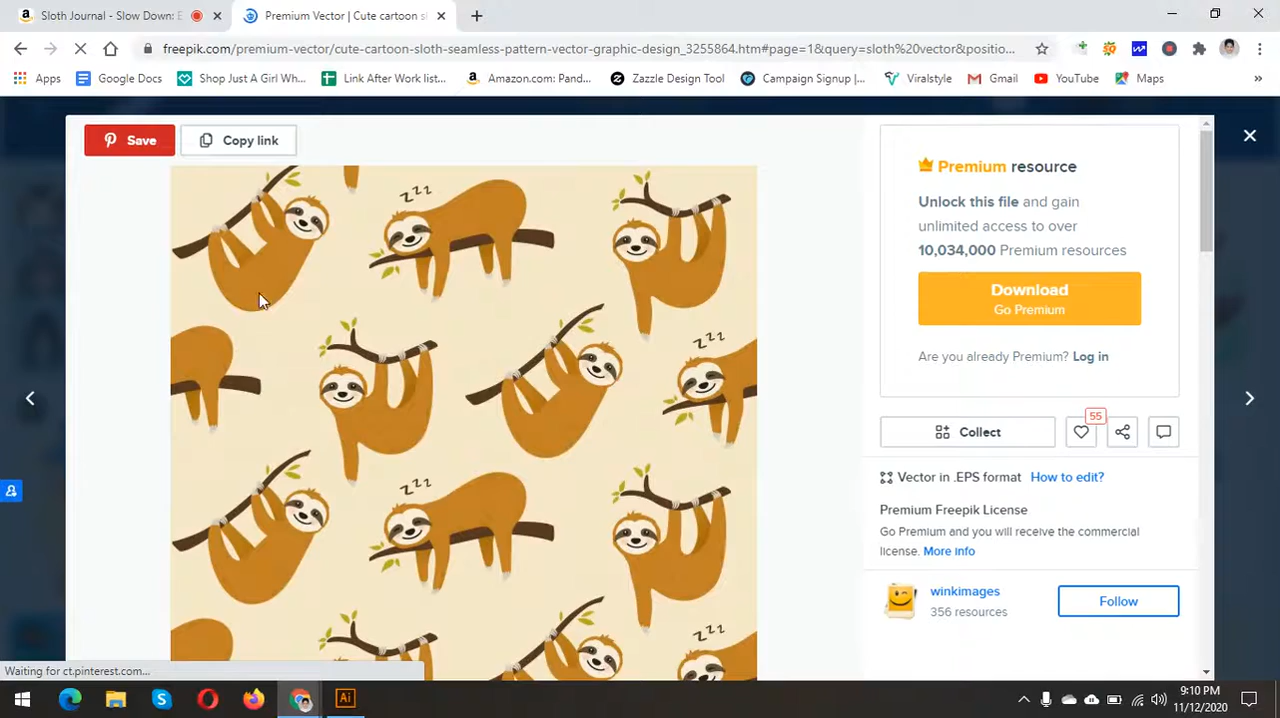 Sloth Journal - Slow Down: E
Premium Vector | Cute cartoon sl
freepik.com/premium-vector/cute-cartoon-sloth-seamless-pattern-vector-graphic-design_3255864.htm#page=1&query=sloth%20vector&positio...
Apps
Google Docs
Shop Just A Girl Wh...
Link After Work list...
Amazon.com: Pand...
Zazzle Design Tool
Campaign Signup |...
Viralstyle
Gmail
YouTube
Maps
»
Save
Copy link
Premium resource
Unlock this file and gain
unlimited access to over
10,034,000 Premium resources
Download
Go Premium
Are you already Premium? Log in
55
Collect
Vector in .EPS format How to edit?
Premium Freepik License
Go Premium and you will receive the commercial
license. More info
winkimages
356 resources
Follow
zzz
zzz
zzz
zzz
Waiting for ct.pinterest.com...
Ai
9:10 PM
11/12/2020